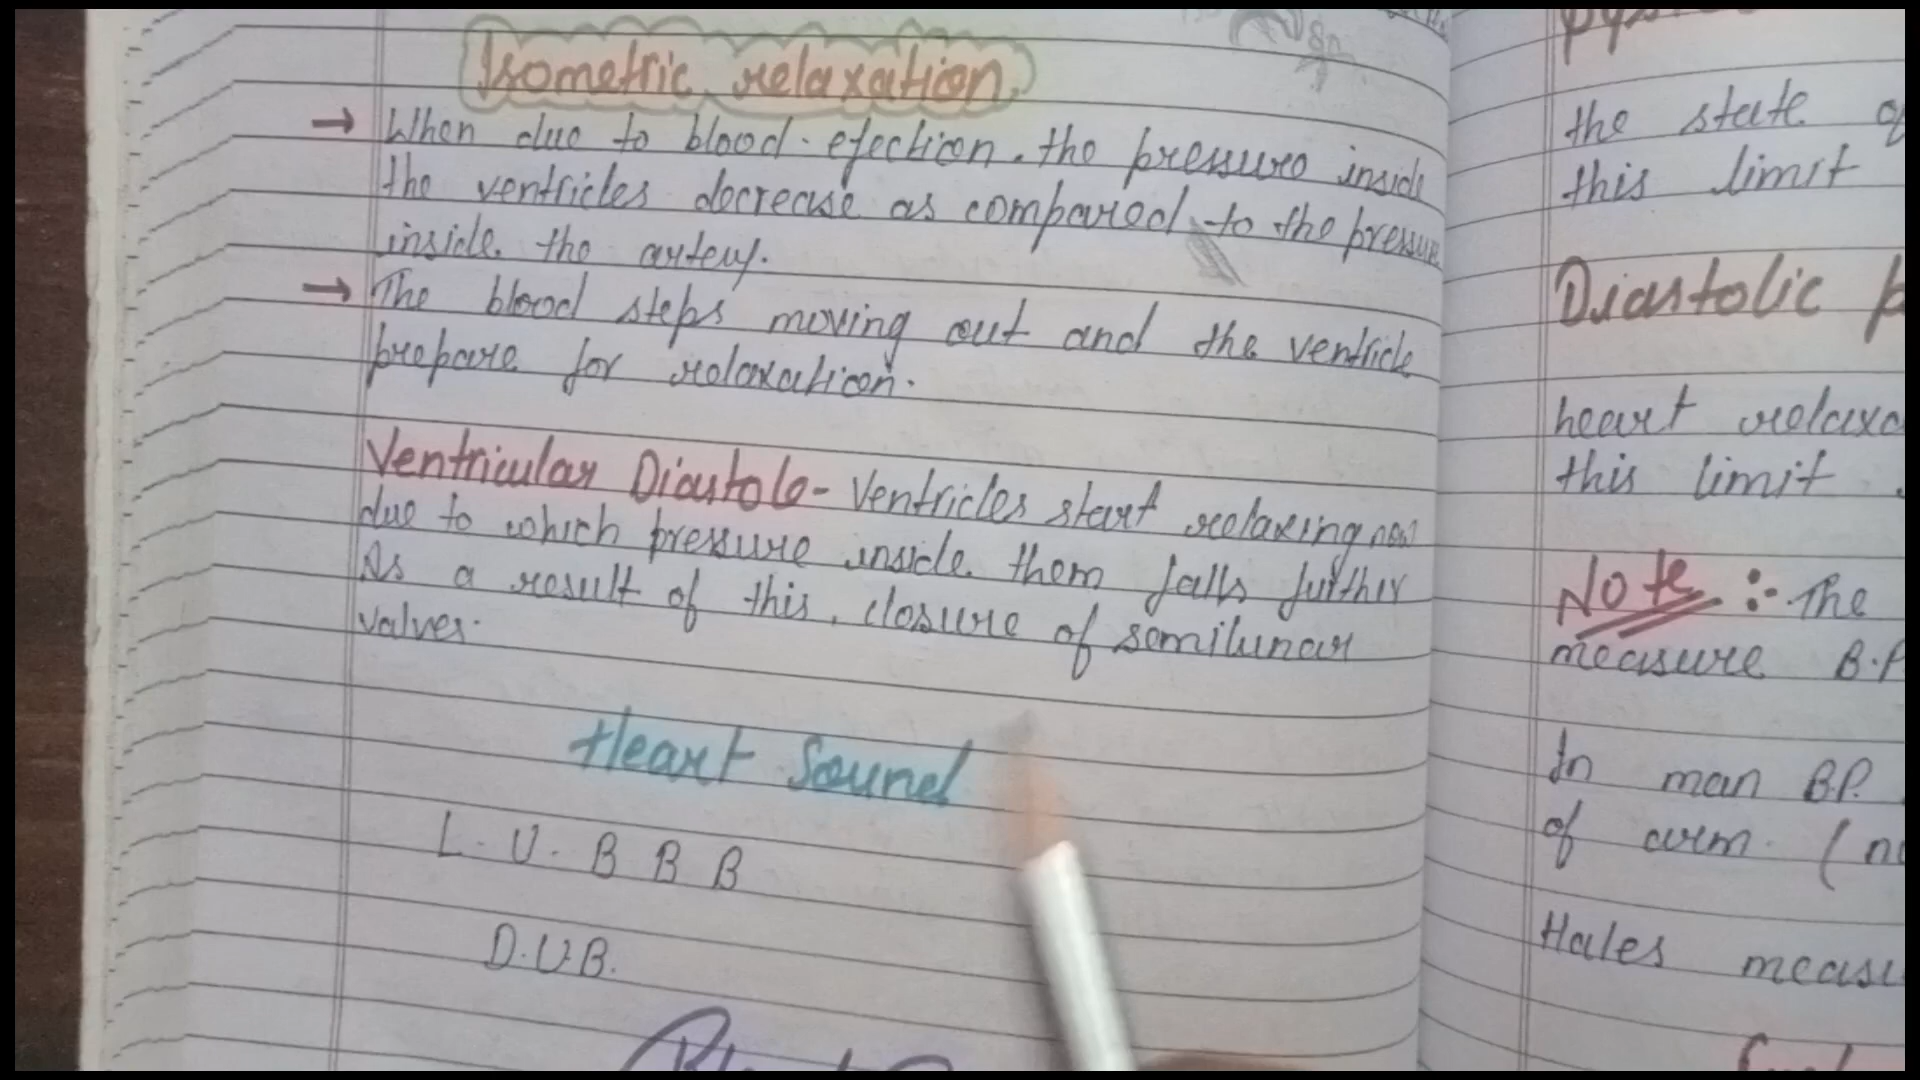 Isometric relaxation
→ When due to blood ejection, the pressure inside
the ventricles decrease as compared to the pressure
inside the artery.
→ The blood steps moving out and the ventricle
prepare for relaxation.
Ventricular Diastole - Ventricles start relaxing now
due to which pressure inside them falls further
As a result of this, closure of semilunar
valves.
Heart Sound
L. U. B B B
D.U.B.
the state of
this limit
Diastolic
heart
this limit
Note :- The
measure B.P
In man B.P.
of arm. (
Hales